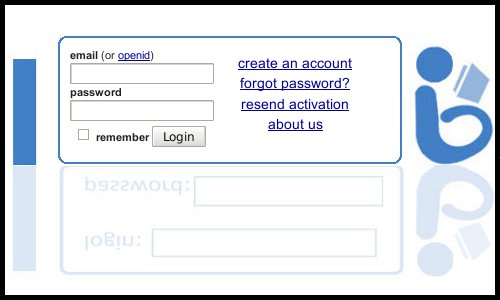 email (or openid)
create an account
forgot password?
password
resend activation
remember Login
about us
password:
login: